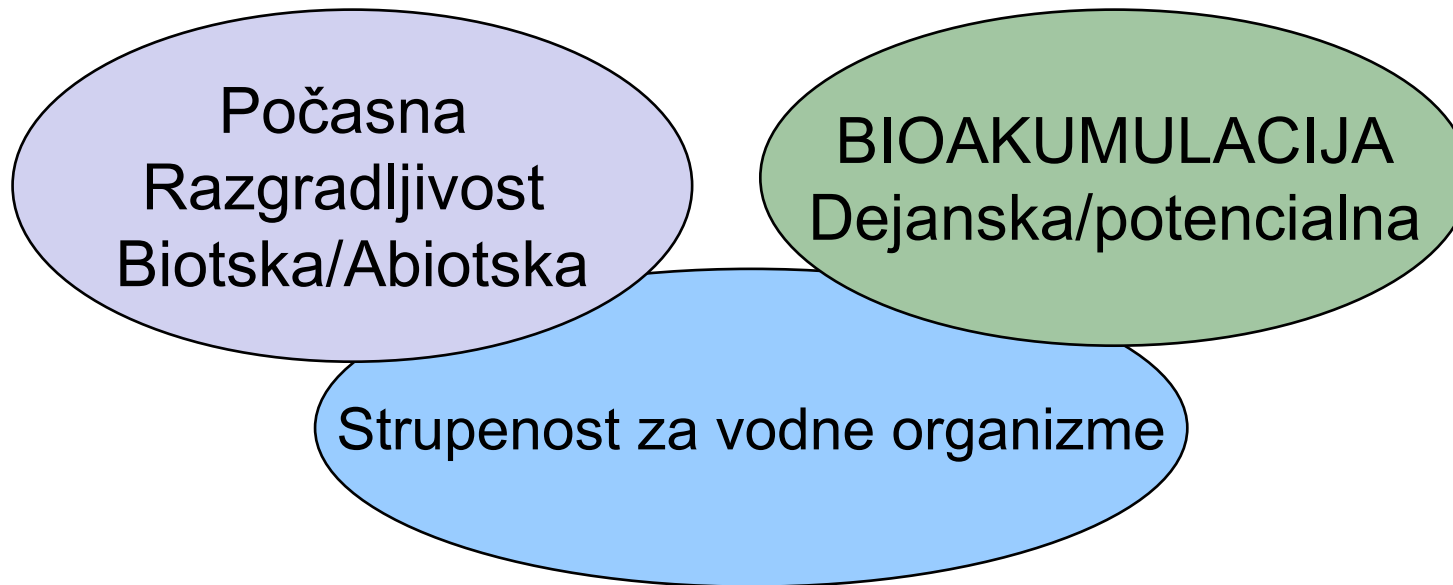 Počasna
Razgradljivost
Biotska/Abiotska
BIOAKUMULACIJA
Dejanska/potencialna
Strupenost za vodne organizme